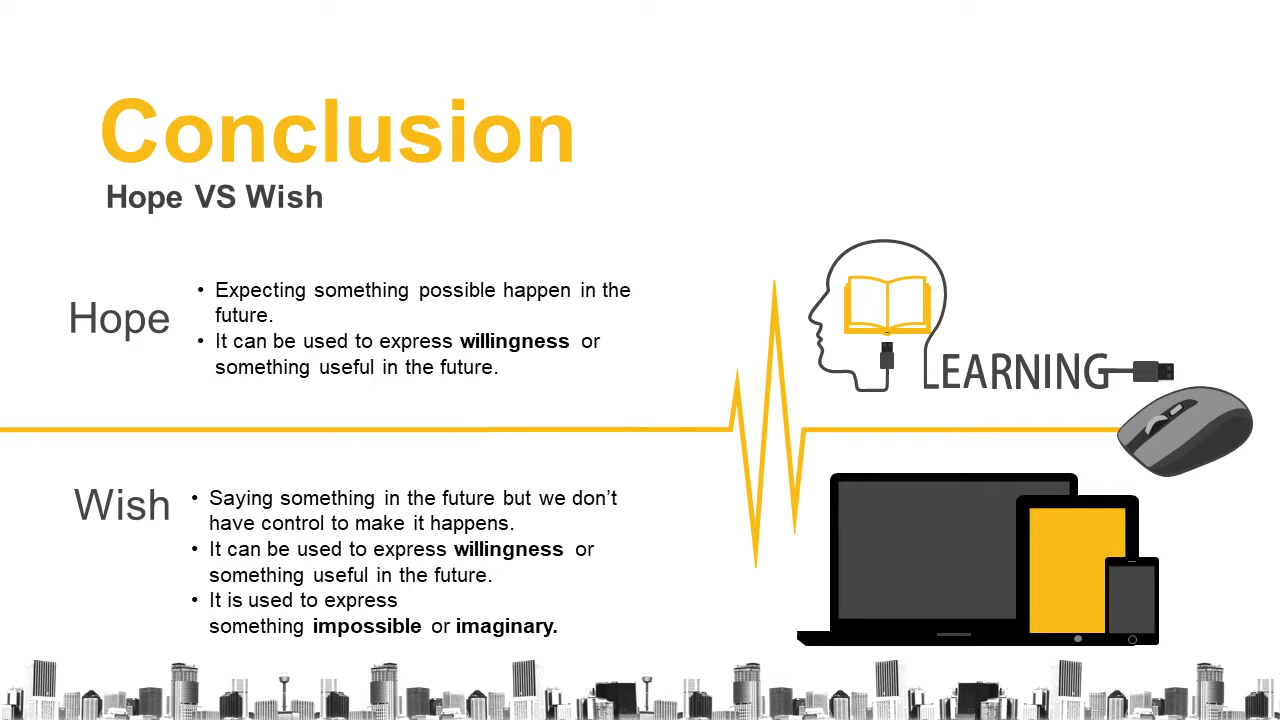 Conclusion
Hope VS Wish
Hope
• Expecting something possible happen in the
future.
• It can be used to express willingness or
something useful in the future.
LEARNING
Wish
• Saying something in the future but we don’t
have control to make it happens.
• It can be used to express willingness or
something useful in the future.
• It is used to express
something impossible or imaginary.